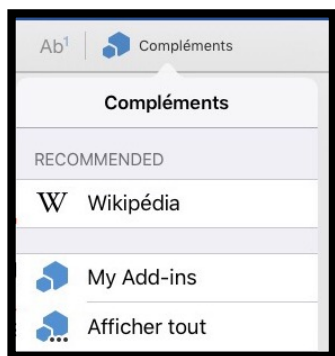 Ab¹ Compléments
Compléments
RECOMMENDED
W Wikipédia
My Add-ins
Afficher tout